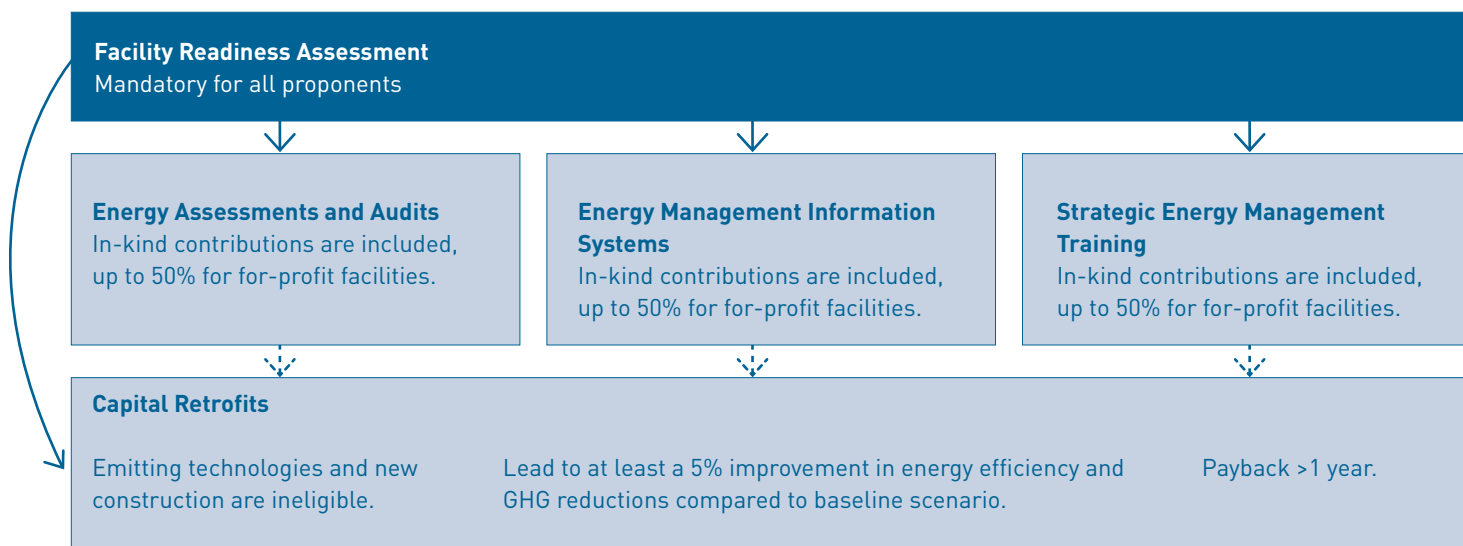 Facility Readiness Assessment
Mandatory for all proponents
Energy Assessments and Audits
In-kind contributions are included,
up to 50% for for-profit facilities.
Energy Management Information
Systems
In-kind contributions are included,
up to 50% for for-profit facilities.
Strategic Energy Management
Training
In-kind contributions are included,
up to 50% for for-profit facilities.
Capital Retrofits
Emitting technologies and new
construction are ineligible.
Lead to at least a 5% improvement in energy efficiency and
GHG reductions compared to baseline scenario.
Payback >1 year.